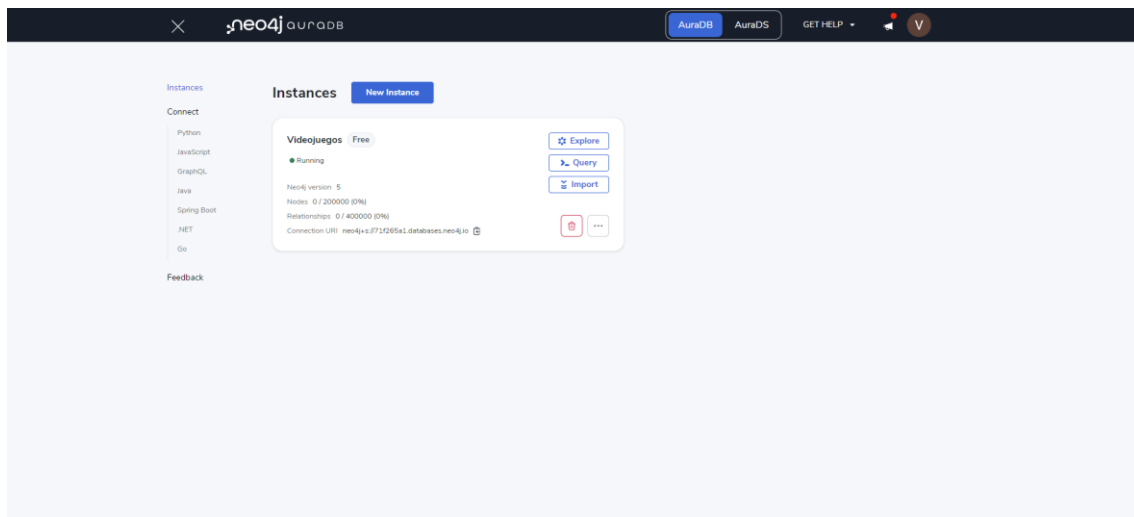 neo4j auraDB
AuraDB AuraDS GET HELP V
Instances
Connect
Python
JavaScript
GraphQL
Java
Spring Boot
.NET
Go
Feedback
Instances New Instance
Videojuegos Free
Running
Neo4j version 5
Nodes 0 / 200000 (0%)
Relationships 0 / 400000 (0%)
Connection URI neo4j+s://71f265a1.databases.neo4j.io
Explore
Query
Import